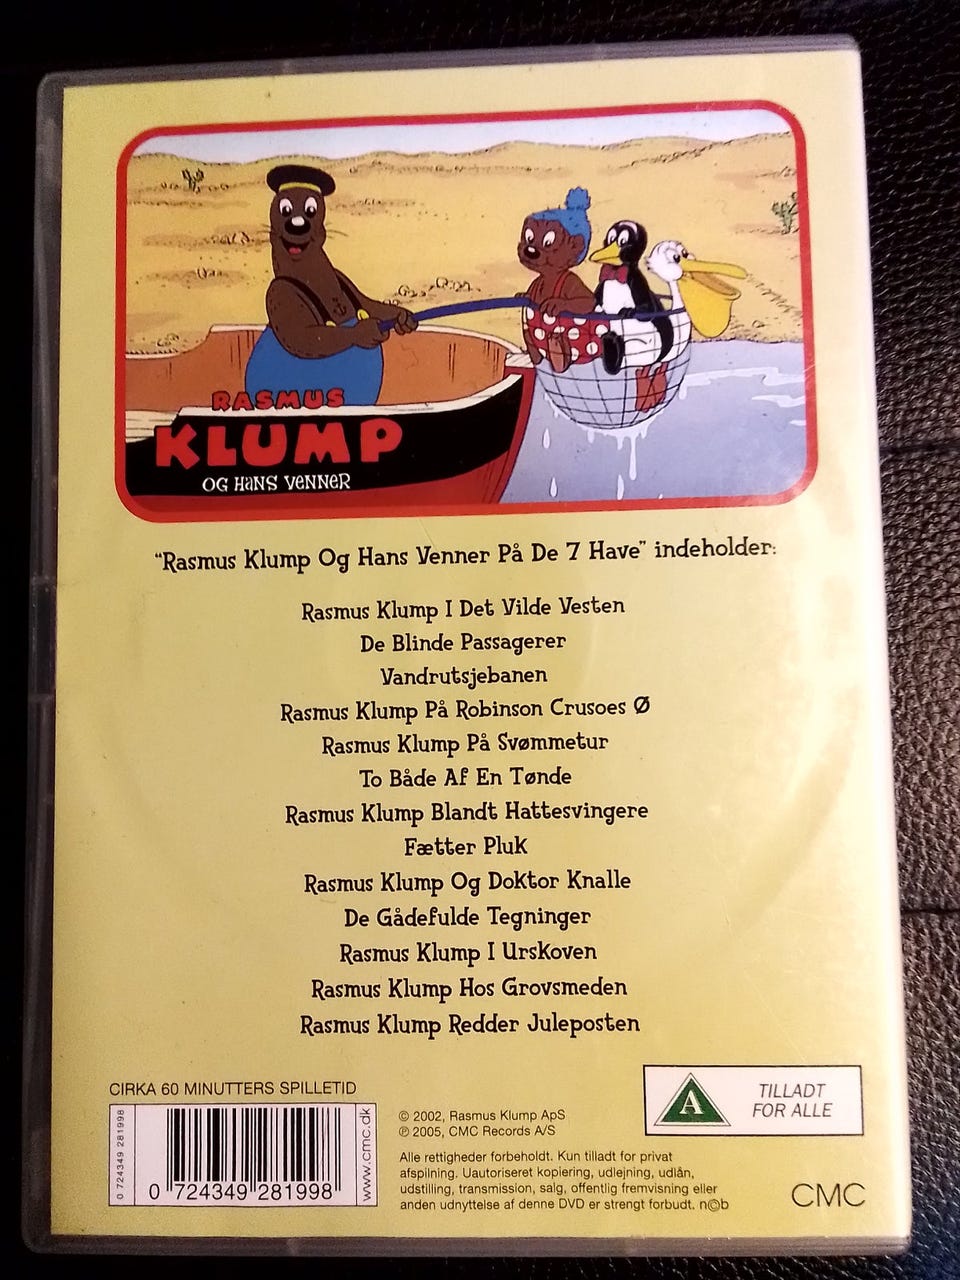 RASMUS
KLUMP
OG HANS VENNER
"Rasmus Klump Og Hans Venner På De 7 Have" indeholder:
Rasmus Klump I Det Vilde Vesten
De Blinde Passagerer
Vandrutsjebanen
Rasmus Klump På Robinson Crusoes Ø
Rasmus Klump På Svømmetur
To Både Af En Tønde
Rasmus Klump Blandt Hattesvingere
Fætter Pluk
Rasmus Klump Og Doktor Knalle
De Gådefulde Tegninger
Rasmus Klump I Urskoven
Rasmus Klump Hos Grovsmeden
Rasmus Klump Redder Juleposten
CIRKA 60 MINUTTERS SPILLETID
0 724349 281998
0 724349 281998
www.cmc.dk
© 2002, Rasmus Klump ApS
℗ 2005, CMC Records A/S
Alle rettigheder forbeholdt. Kun tilladt for privat
afspilning. Uautoriseret kopiering, udlejning, udlån,
udstilling, transmission, salg, offentlig fremvisning eller
anden udnyttelse af denne DVD er strengt forbudt. n©b
A
TILLADT
FOR ALLE
CMC